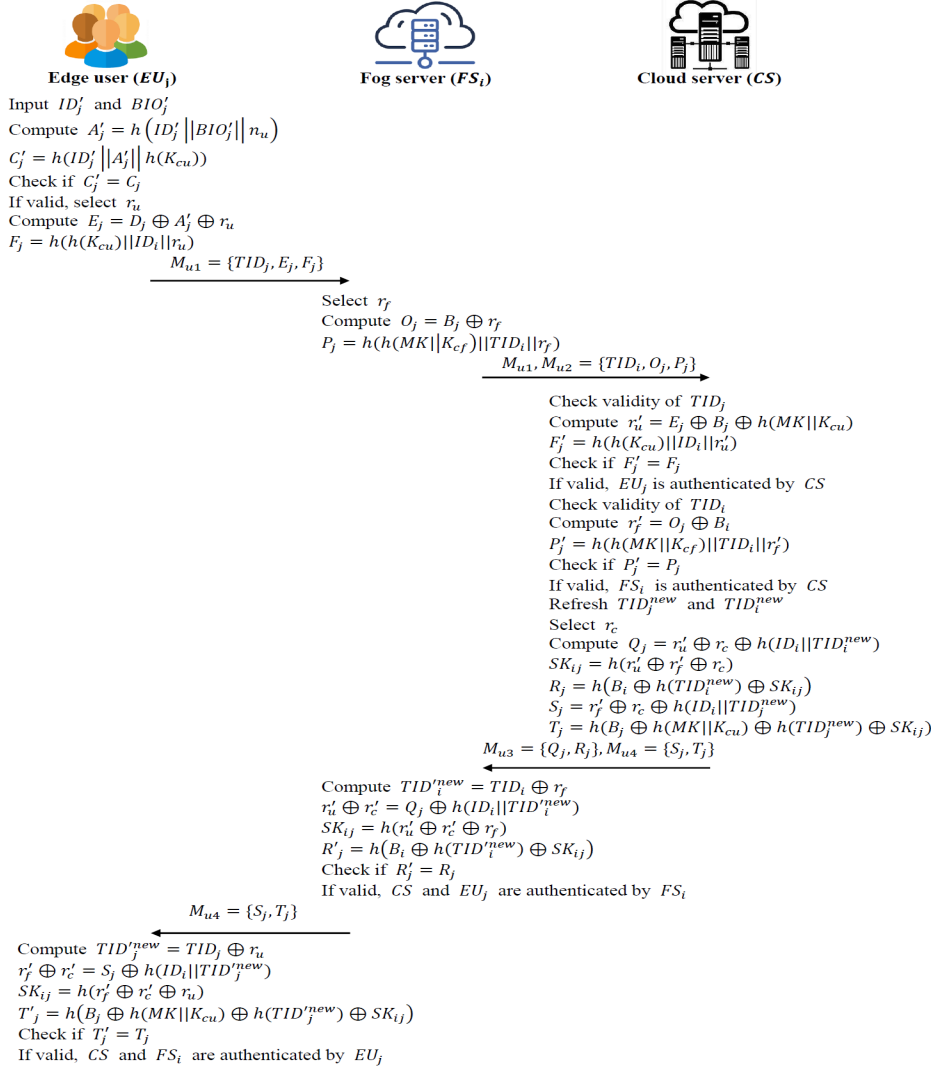 Edge user (EU_j)
Fog server (FS_i)
Cloud server (CS)
Input ID′_j and BIO′_j
Compute A′_j = h(ID′_j||BIO′_j||n_u)
C′_j = h(ID′_j||A′_j||h(K_cu))
Check if C′_j = C_j
If valid, select r_u
Compute E_j = D_j ⊕ A′_j ⊕ r_u
F_j = h(h(K_cu)||ID_i||r_u)
M_u1 = {TID_j, E_j, F_j}
Select r_f
Compute O_j = B_j ⊕ r_f
P_j = h(h(MK||K_cf)||TID_i||r_f)
M_u1, M_u2 = {TID_i, O_j, P_j}
Check validity of TID_j
Compute r′_u = E_j ⊕ B_j ⊕ h(MK||K_cu)
F′_j = h(h(K_cu)||ID_i||r′_u)
Check if F′_j = F_j
If valid, EU_j is authenticated by CS
Check validity of TID_i
Compute r′_f = O_j ⊕ B_i
P′_j = h(h(MK||K_cf)||TID_i||r′_f)
Check if P′_j = P_j
If valid, FS_i is authenticated by CS
Refresh TID_j^new and TID_i^new
Select r_c
Compute Q_j = r′_u ⊕ r_c ⊕ h(ID_i||TID_i^new)
SK_ij = h(r′_u ⊕ r′_f ⊕ r_c)
R_j = h(B_i ⊕ h(TID_i^new) ⊕ SK_ij)
S_j = r′_f ⊕ r_c ⊕ h(ID_i||TID_j^new)
T_j = h(B_j ⊕ h(MK||K_cu) ⊕ h(TID_j^new) ⊕ SK_ij)
M_u3 = {Q_j, R_j}, M_u4 = {S_j, T_j}
Compute TID′_i^new = TID_i ⊕ r_f
r′_u ⊕ r′_c = Q_j ⊕ h(ID_i||TID′_i^new)
SK_ij = h(r′_u ⊕ r′_c ⊕ r_f)
R′_j = h(B_i ⊕ h(TID′_i^new) ⊕ SK_ij)
Check if R′_j = R_j
If valid, CS and EU_j are authenticated by FS_i
M_u4 = {S_j, T_j}
Compute TID′_j^new = TID_j ⊕ r_u
r′_f ⊕ r′_c = S_j ⊕ h(ID_i||TID′_j^new)
SK_ij = h(r′_f ⊕ r′_c ⊕ r_u)
T′_j = h(B_j ⊕ h(MK||K_cu) ⊕ h(TID′_j^new) ⊕ SK_ij)
Check if T′_j = T_j
If valid, CS and FS_i are authenticated by EU_j